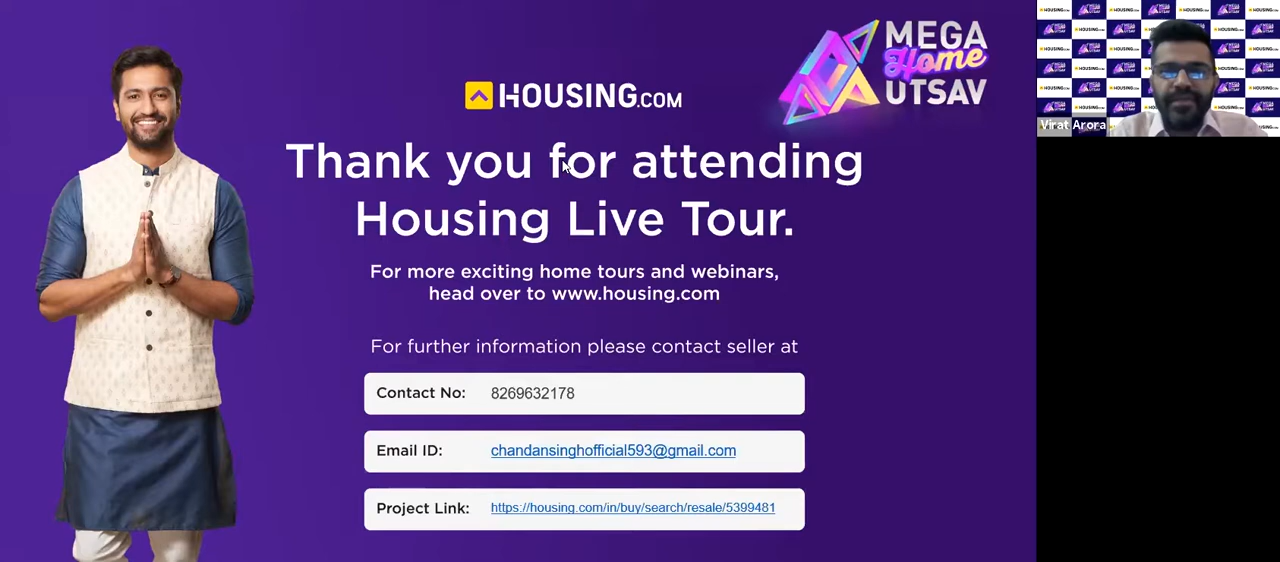 HOUSING.COM
MEGA
Home
UTSAV
Thank you for attending
Housing Live Tour.
For more exciting home tours and webinars,
head over to www.housing.com
For further information please contact seller at
Contact No: 8269632178
Email ID: chandansinghofficial593@gmail.com
Project Link: https://housing.com/in/buy/search/resale/5399481
Virat Arora